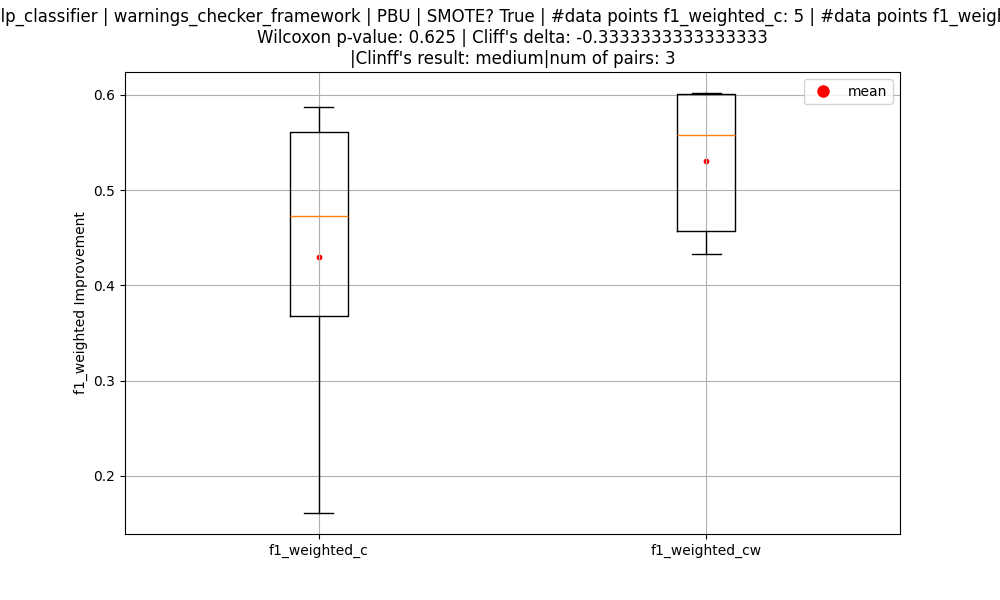 lp_classifier | warnings_checker_framework | PBU | SMOTE? True | #data points f1_weighted_c: 5 | #data points f1_weigh
Wilcoxon p-value: 0.625 | Cliff's delta: -0.3333333333333333
|Clinff's result: medium|num of pairs: 3
mean
0.6
0.5
0.4
0.3
0.2
f1_weighted Improvement
f1_weighted_c
f1_weighted_cw